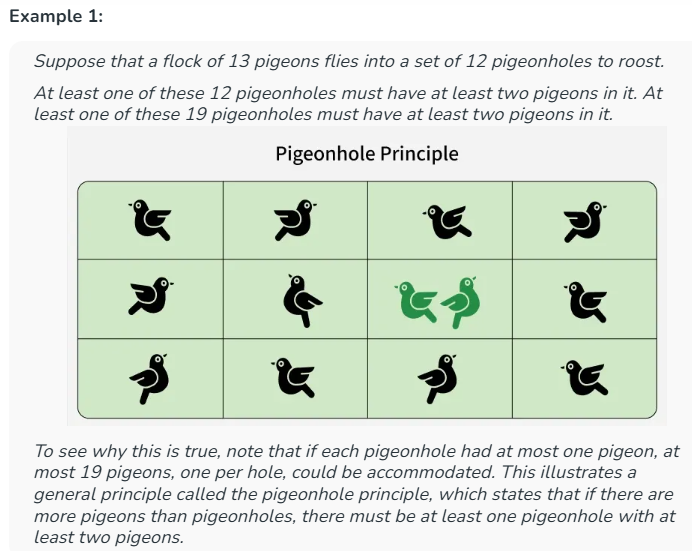 Example 1:
Suppose that a flock of 13 pigeons flies into a set of 12 pigeonholes to roost.
At least one of these 12 pigeonholes must have at least two pigeons in it. At
least one of these 19 pigeonholes must have at least two pigeons in it.
Pigeonhole Principle
To see why this is true, note that if each pigeonhole had at most one pigeon, at
most 19 pigeons, one per hole, could be accommodated. This illustrates a
general principle called the pigeonhole principle, which states that if there are
more pigeons than pigeonholes, there must be at least one pigeonhole with at
least two pigeons.